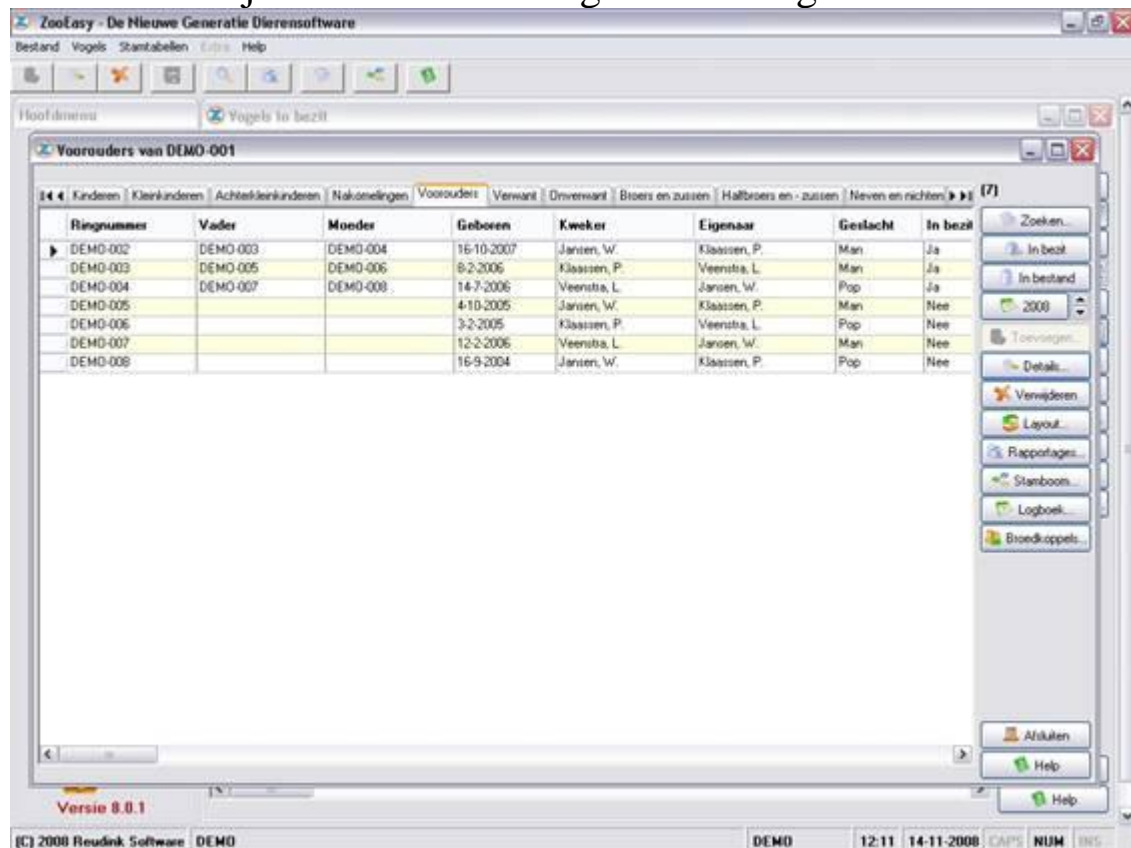 ZooEasy - De Nieuwe Generatie Dierensoftware
Bestand Vogels Stamtabellen Extra Help
Hoofdmenu Vogels in bezit
Voorouders van DEMO-001
Kinderen Kleinkinderen Achterkleinkinderen Nakomelingen Voorouders Verwant Onverwant Broers en zussen Halfbroers en - zussen Neven en nichten (7)
Ringnummer Vader Moeder Geboren Kweker Eigenaar Geslacht In bezit
DEMO-002 DEMO-003 DEMO-004 16-10-2007 Jansen, W. Klaassen, P. Man Ja
DEMO-003 DEMO-005 DEMO-006 8-2-2006 Klaassen, P. Veenstra, L. Man Ja
DEMO-004 DEMO-007 DEMO-008 14-7-2006 Veenstra, L. Jansen, W. Pop Ja
DEMO-005 4-10-2005 Jansen, W. Klaassen, P. Man Nee
DEMO-006 3-2-2005 Klaassen, P. Veenstra, L. Pop Nee
DEMO-007 12-2-2006 Veenstra, L. Jansen, W. Man Nee
DEMO-008 16-9-2004 Jansen, W. Klaassen, P. Pop Nee
Zoeken...
In bezit
In bestand
2008
Toevoegen...
Details...
Verwijderen
Layout...
Rapportages...
Stamboom...
Logboek...
Broedkoppels...
Afsluiten
Help
Versie 8.0.1
Help
(C) 2008 Reudink Software DEMO DEMO 12:11 14-11-2008 CAPS NUM INS